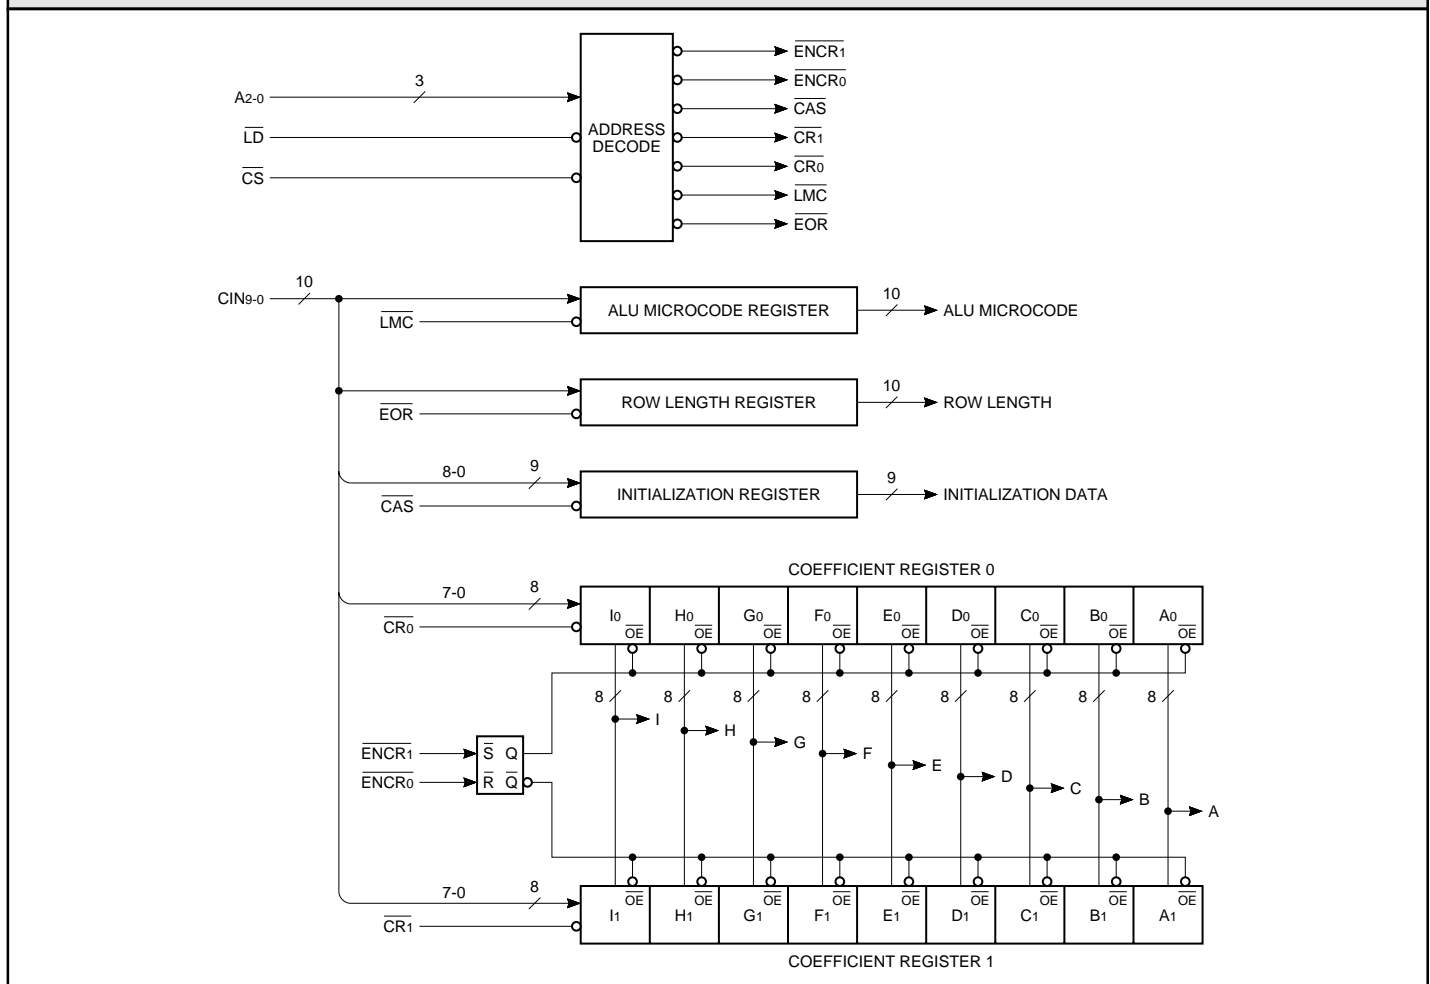 ADDRESS
DECODE
A2-0
3
LD
CS
ENCR1
ENCR0
CAS
CR1
CR0
LMC
EOR
CIN9-0
10
LMC
ALU MICROCODE REGISTER
10
ALU MICROCODE
EOR
ROW LENGTH REGISTER
10
ROW LENGTH
8-0
9
CAS
INITIALIZATION REGISTER
9
INITIALIZATION DATA
COEFFICIENT REGISTER 0
7-0
8
CR0
I0 H0 G0 F0 E0 D0 C0 B0 A0
OE OE OE OE OE OE OE OE OE
8 8 8 8 8 8 8 8 8
I
H
G
F
E
D
C
B
A
ENCR1
S Q
ENCR0
R Q
7-0
8
CR1
OE OE OE OE OE OE OE OE OE
I1 H1 G1 F1 E1 D1 C1 B1 A1
COEFFICIENT REGISTER 1